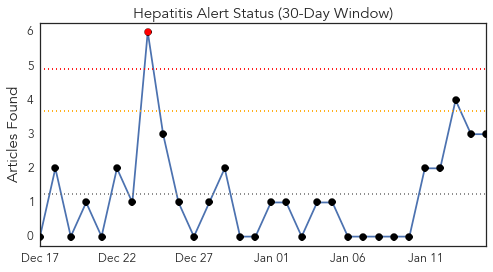 Hepatitis Alert Status (30-Day Window)
Articles Found
6
5
4
3
2
1
0
Dec 17 Dec 22 Dec 27 Jan 01 Jan 06 Jan 11